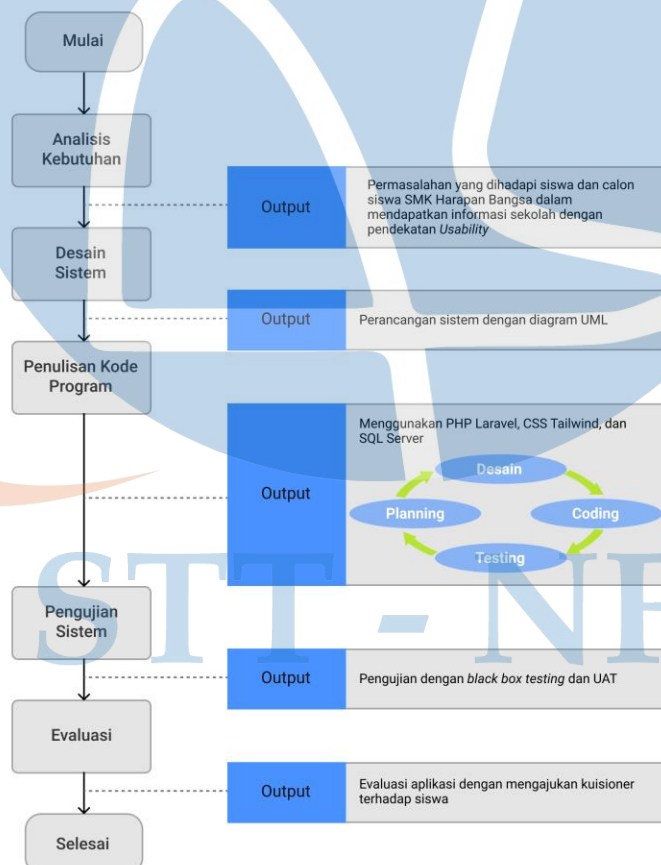 Mulai
Analisis
Kebutuhan
Output
Permasalahan yang dihadapi siswa dan calon
siswa SMK Harapan Bangsa dalam
mendapatkan informasi sekolah dengan
pendekatan Usability
Desain
Sistem
Output
Perancangan sistem dengan diagram UML
Penulisan Kode
Program
Output
Menggunakan PHP Laravel, CSS Tailwind, dan
SQL Server
Desain
Planning
Coding
Testing
STT - NF
Pengujian
Sistem
Output
Pengujian dengan black box testing dan UAT
Evaluasi
Output
Evaluasi aplikasi dengan mengajukan kuisioner
terhadap siswa
Selesai